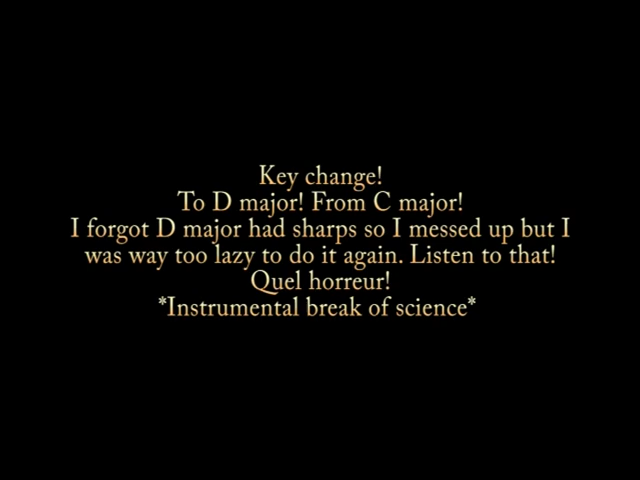 Key change!
To D major! From C major!
I forgot D major had sharps so I messed up but I
was way too lazy to do it again. Listen to that!
Quel horreur!
*Instrumental break of science*